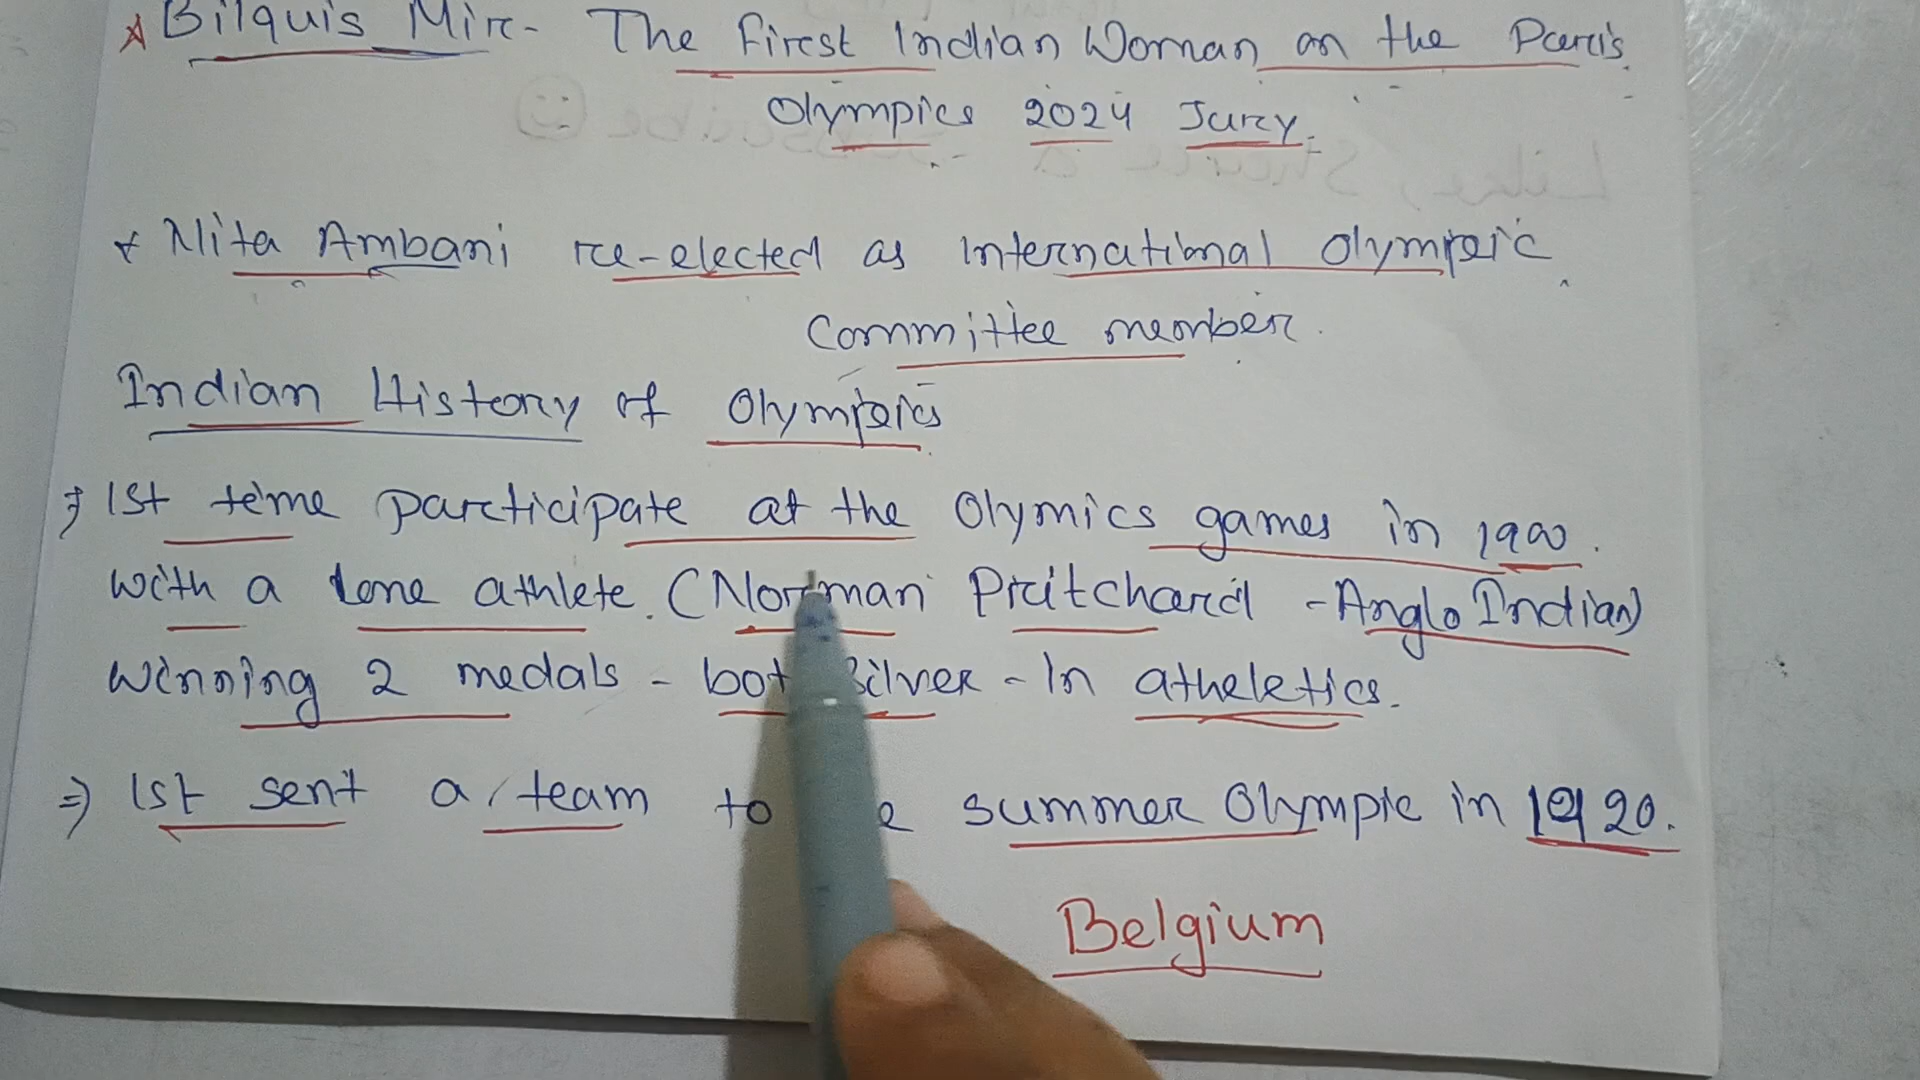 Bilquis Mir - The First Indian Woman on the Paris
Olympics 2024 Jury.
Nita Ambani re-elected as International Olympic
Committee member.
Indian History of Olympics
⇒ 1st time participate at the Olymics games in 1900.
with a lone athlete. (Norman Pritchard - Anglo Indian)
winning 2 medals - both Silver - In atheletics.
⇒ 1st sent a team to the summer Olympic in 1920.
Belgium
Like, Share & Subscribe